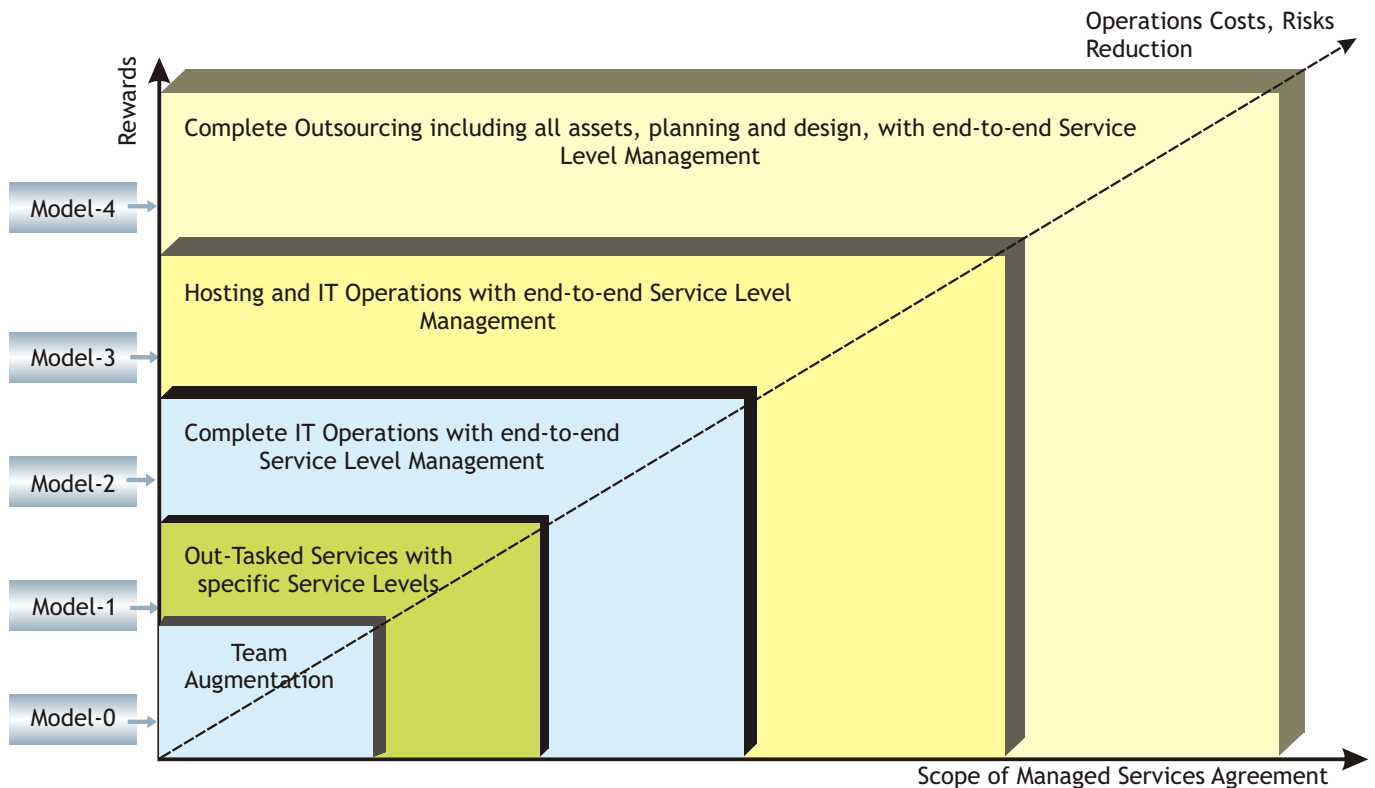 Operations Costs, Risks
Reduction
Rewards
Complete Outsourcing including all assets, planning and design, with end-to-end Service
Level Management
Model-4
Hosting and IT Operations with end-to-end Service Level
Management
Model-3
Complete IT Operations with end-to-end
Service Level Management
Model-2
Out-Tasked Services with
specific Service Levels
Model-1
Team
Augmentation
Model-0
Scope of Managed Services Agreement